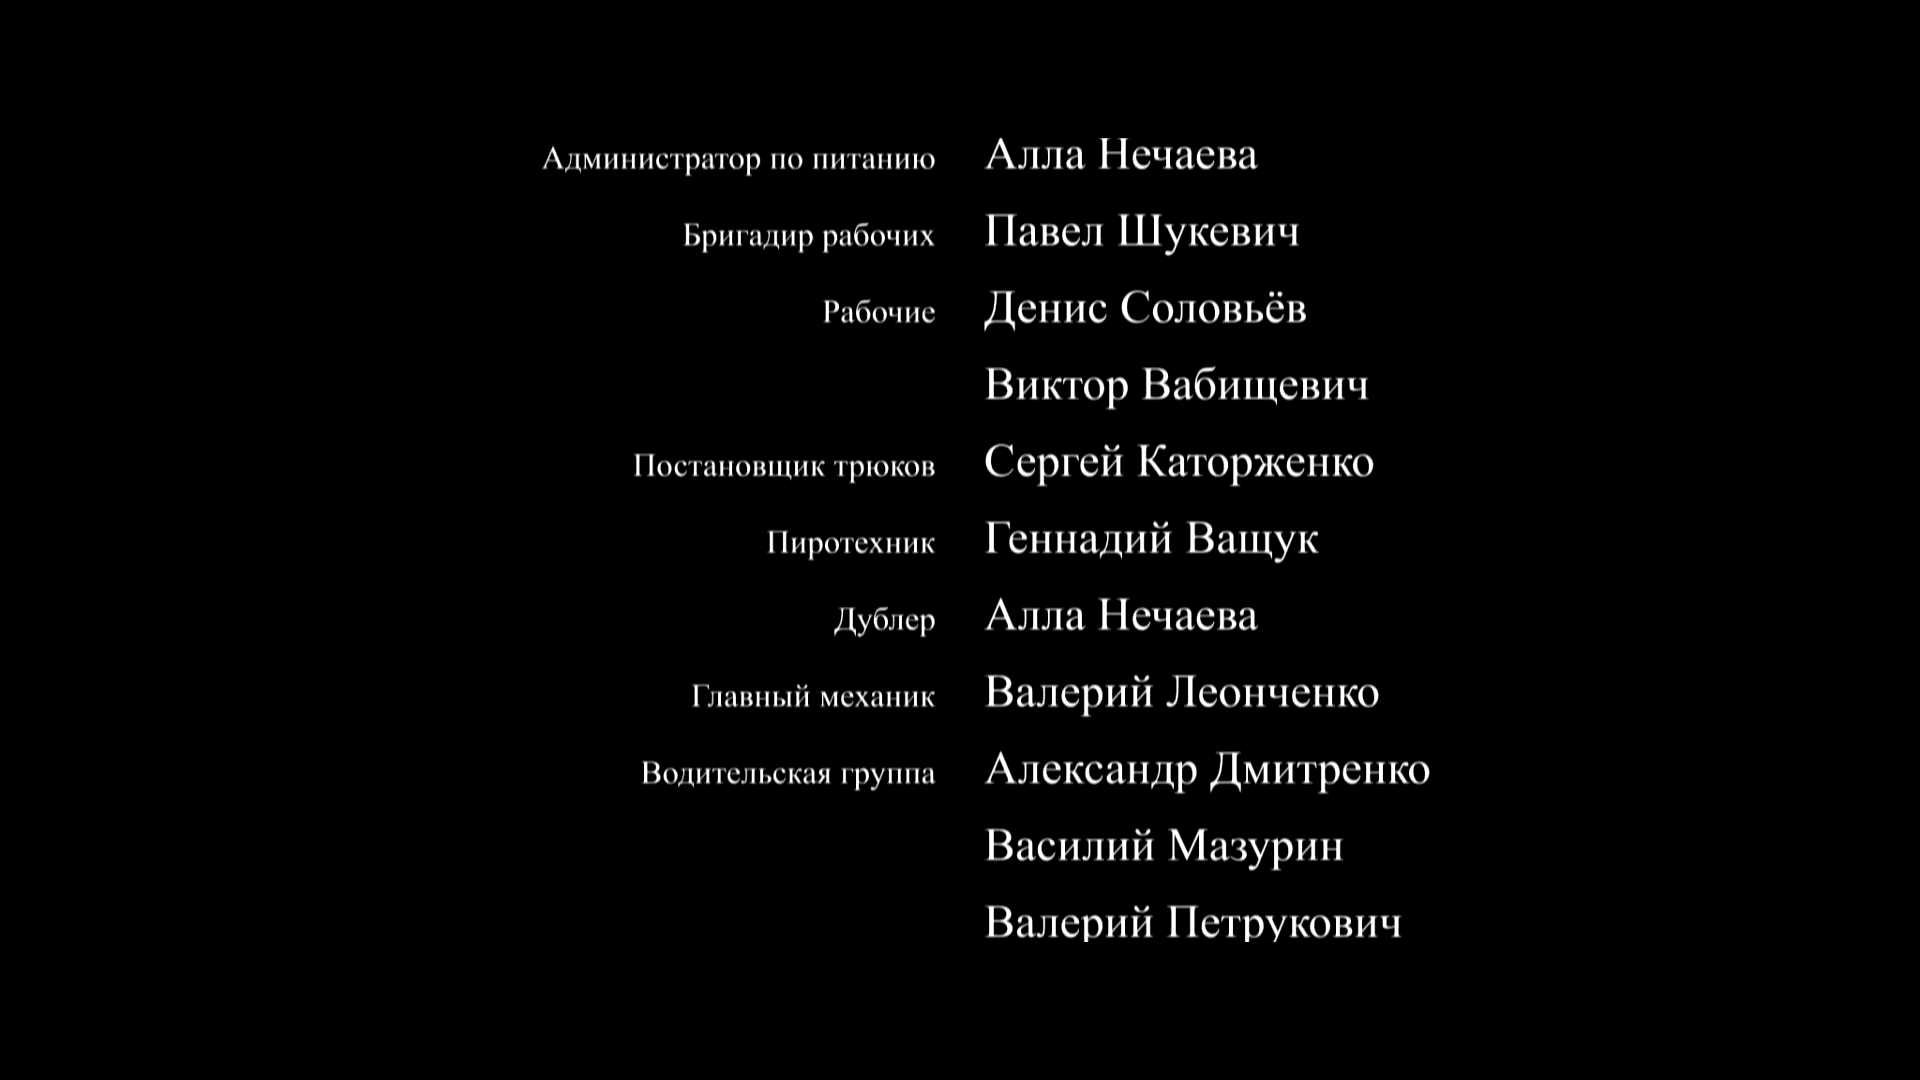 Администратор по питанию Алла Нечаева
Бригадир рабочих Павел Шукевич
Рабочие Денис Соловьёв
Виктор Вабищевич
Постановщик трюков Сергей Каторженко
Пиротехник Геннадий Ващук
Дублер Алла Нечаева
Главный механик Валерий Леонченко
Водительская группа Александр Дмитренко
Василий Мазурин
Валерий Петрукович